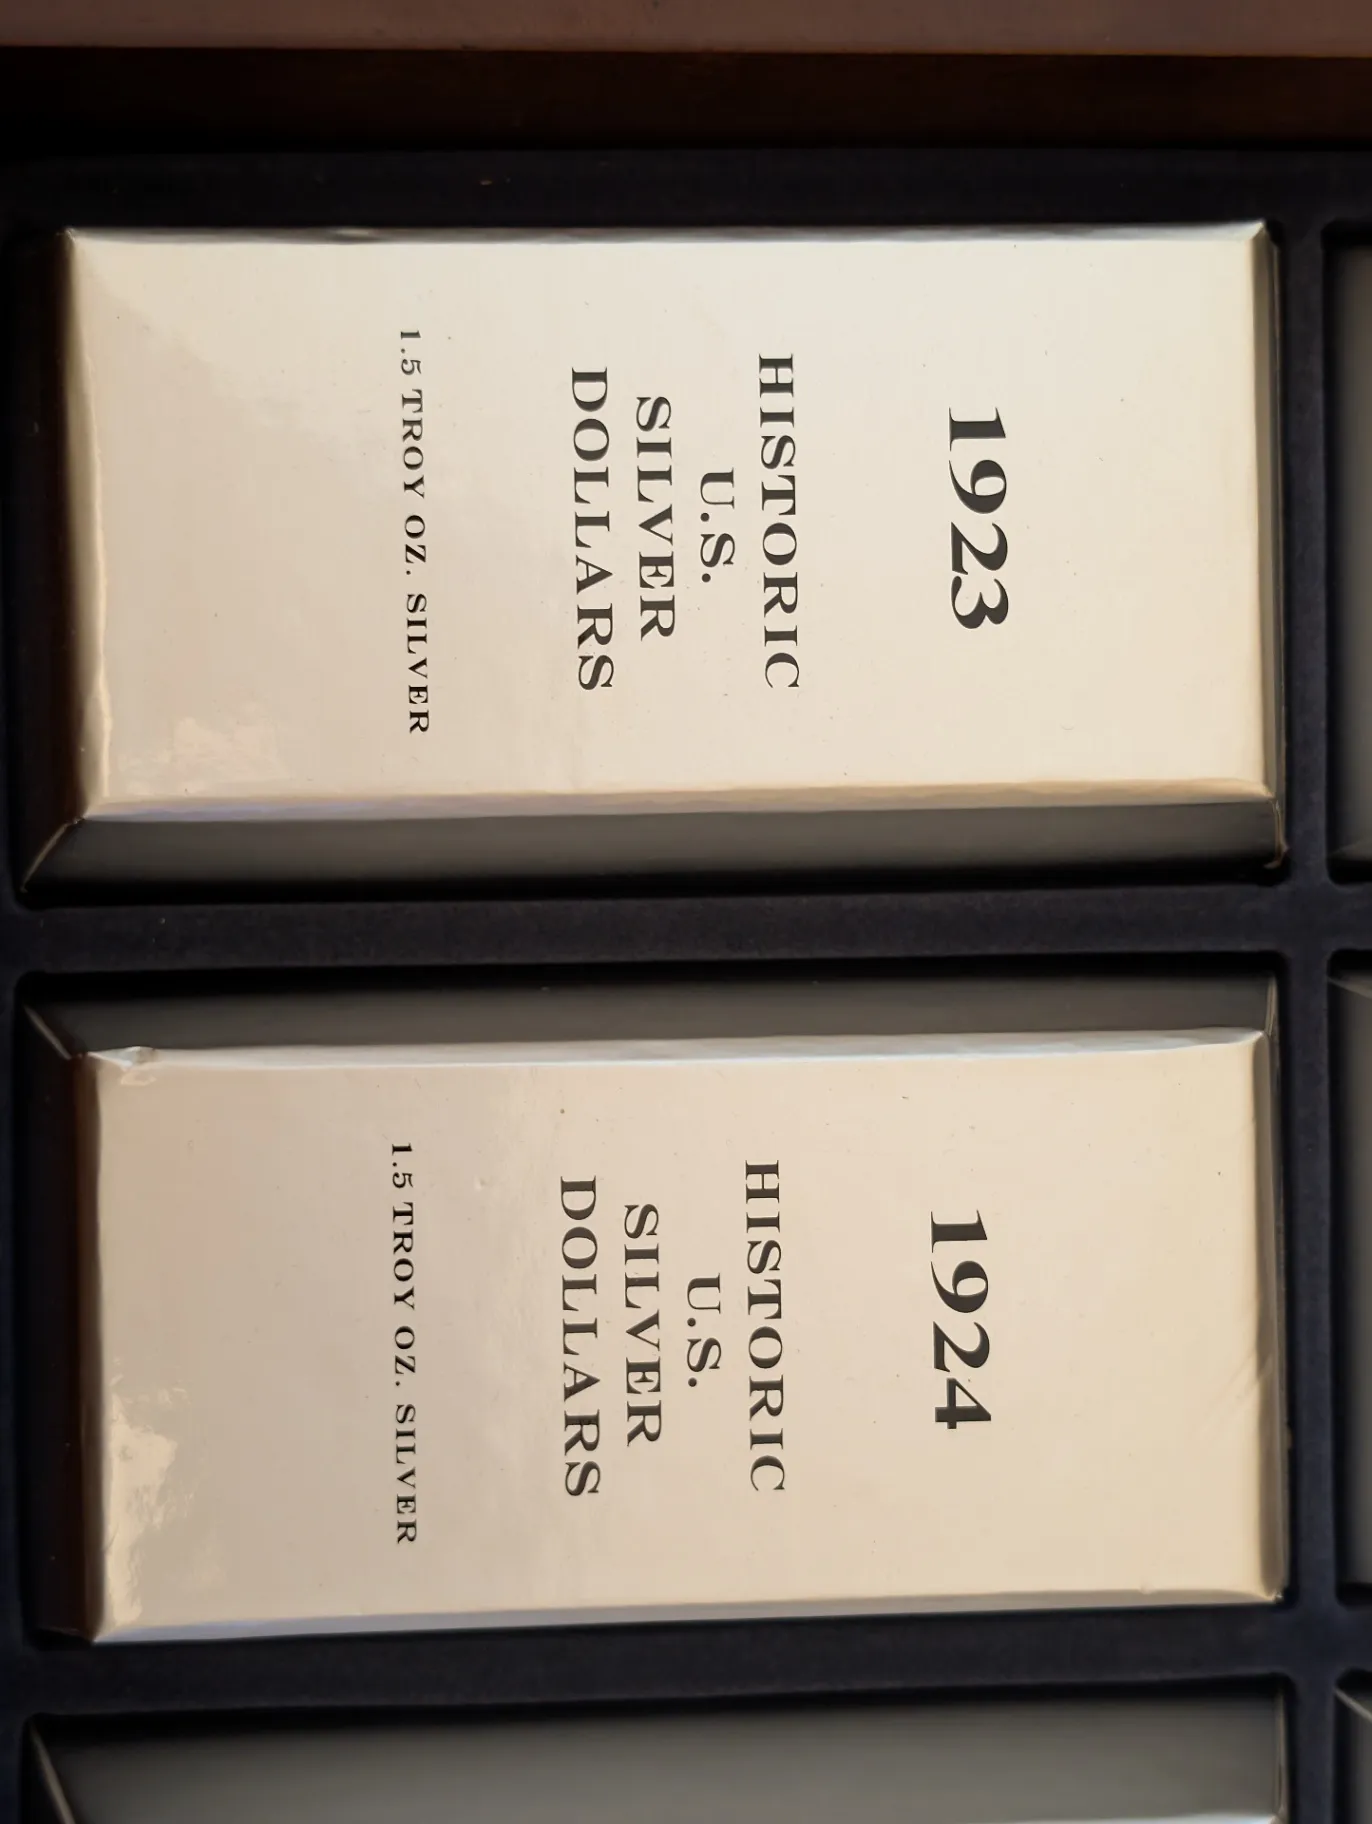 1923
HISTORIC
U.S.
SILVER
DOLLARS
1.5 TROY OZ. SILVER
1924
HISTORIC
U.S.
SILVER
DOLLARS
1.5 TROY OZ. SILVER